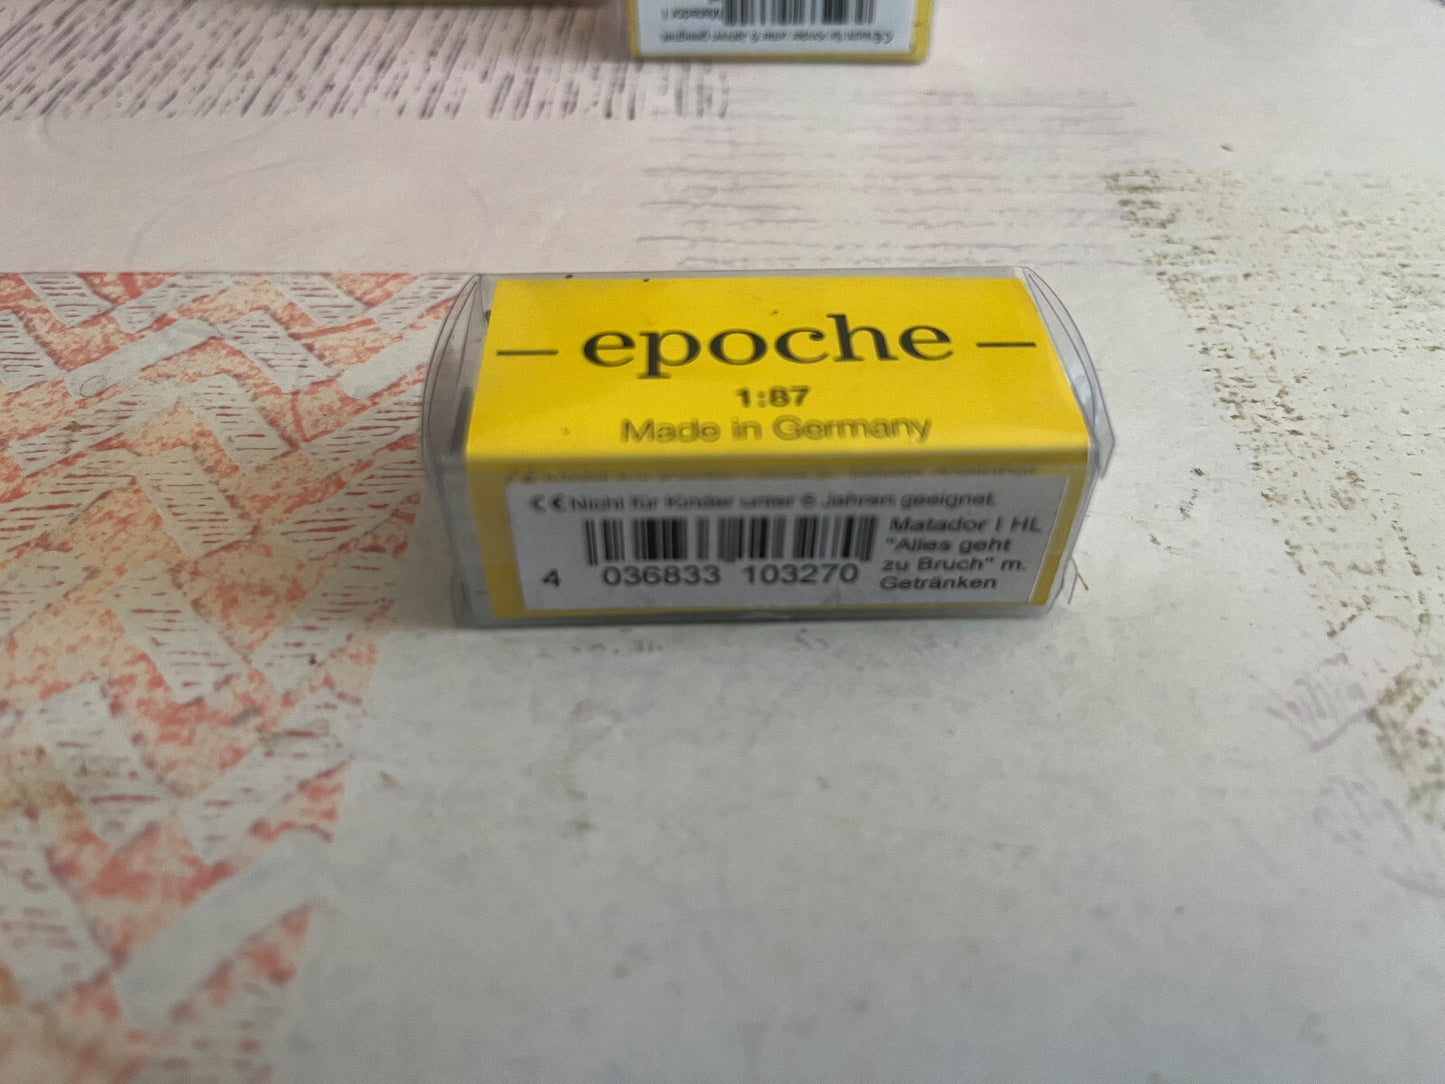 — epoche —
1:87
Made in Germany
CE Nicht für Kinder unter 6 Jahren geeignet.
Matador I HL
"Alles geht
zu Bruch" m.
Getränken
4 036833 103270